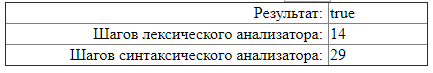 Результат: true
Шагов лексического анализатора: 14
Шагов синтаксического анализатора: 29